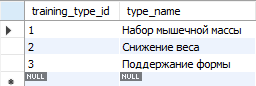 training_type_id type_name
1 Набор мышечной массы
2 Снижение веса
3 Поддержание формы
NULL NULL